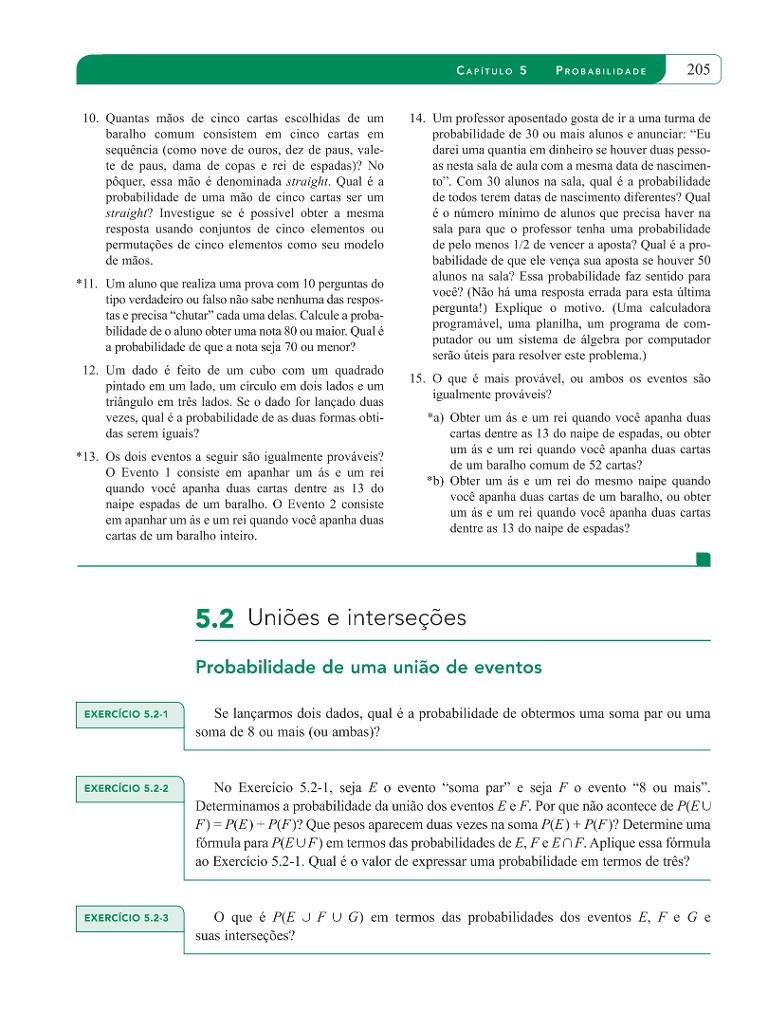 CAPÍTULO 5 PROBABILIDADE 205
10. Quantas mãos de cinco cartas escolhidas de um
baralho comum consistem em cinco cartas em
sequência (como nove de ouros, dez de paus, vale-
te de paus, dama de copas e rei de espadas)? No
pôquer, essa mão é denominada straight. Qual é a
probabilidade de uma mão de cinco cartas ser um
straight? Investigue se é possível obter a mesma
resposta usando conjuntos de cinco elementos ou
permutações de cinco elementos como seu modelo
de mãos.
*11. Um aluno que realiza uma prova com 10 perguntas do
tipo verdadeiro ou falso não sabe nenhuma das respos-
tas e precisa “chutar” cada uma delas. Calcule a proba-
bilidade de o aluno obter uma nota 80 ou maior. Qual é
a probabilidade de que a nota seja 70 ou menor?
12. Um dado é feito de um cubo com um quadrado
pintado em um lado, um círculo em dois lados e um
triângulo em três lados. Se o dado for lançado duas
vezes, qual é a probabilidade de as duas formas obti-
das serem iguais?
*13. Os dois eventos a seguir são igualmente prováveis?
O Evento 1 consiste em apanhar um ás e um rei
quando você apanha duas cartas dentre as 13 do
naipe espadas de um baralho. O Evento 2 consiste
em apanhar um ás e um rei quando você apanha duas
cartas de um baralho inteiro.
14. Um professor aposentado gosta de ir a uma turma de
probabilidade de 30 ou mais alunos e anunciar: “Eu
darei uma quantia em dinheiro se houver duas pesso-
as nesta sala de aula com a mesma data de nascimen-
to”. Com 30 alunos na sala, qual é a probabilidade
de todos terem datas de nascimento diferentes? Qual
é o número mínimo de alunos que precisa haver na
sala para que o professor tenha uma probabilidade
de pelo menos 1/2 de vencer a aposta? Qual é a pro-
babilidade de que ele vença sua aposta se houver 50
alunos na sala? Essa probabilidade faz sentido para
você? (Não há uma resposta errada para esta última
pergunta!) Explique o motivo. (Uma calculadora
programável, uma planilha, um programa de com-
putador ou um sistema de álgebra por computador
serão úteis para resolver este problema.)
15. O que é mais provável, ou ambos os eventos são
igualmente prováveis?
*a) Obter um ás e um rei quando você apanha duas
cartas dentre as 13 do naipe de espadas, ou obter
um ás e um rei quando você apanha duas cartas
de um baralho comum de 52 cartas?
*b) Obter um ás e um rei do mesmo naipe quando
você apanha duas cartas de um baralho, ou obter
um ás e um rei quando você apanha duas cartas
dentre as 13 do naipe de espadas?
5.2 Uniões e interseções
Probabilidade de uma união de eventos
EXERCÍCIO 5.2-1 Se lançarmos dois dados, qual é a probabilidade de obtermos uma soma par ou uma
soma de 8 ou mais (ou ambas)?
EXERCÍCIO 5.2-2 No Exercício 5.2-1, seja E o evento “soma par” e seja F o evento “8 ou mais”.
Determinamos a probabilidade da união dos eventos E e F. Por que não acontece de P(E ∪
F) = P(E) + P(F)? Que pesos aparecem duas vezes na soma P(E) + P(F)? Determine uma
fórmula para P(E ∪ F) em termos das probabilidades de E, F e E ∩ F. Aplique essa fórmula
ao Exercício 5.2-1. Qual é o valor de expressar uma probabilidade em termos de três?
EXERCÍCIO 5.2-3 O que é P(E ∪ F ∪ G) em termos das probabilidades dos eventos E, F e G e
suas interseções?